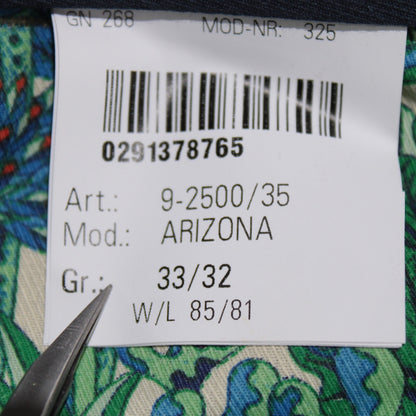 GN 268 MOD-NR: 325
0291378765
Art.: 9-2500/35
Mod.: ARIZONA
Gr.: 33/32
W/L 85/81